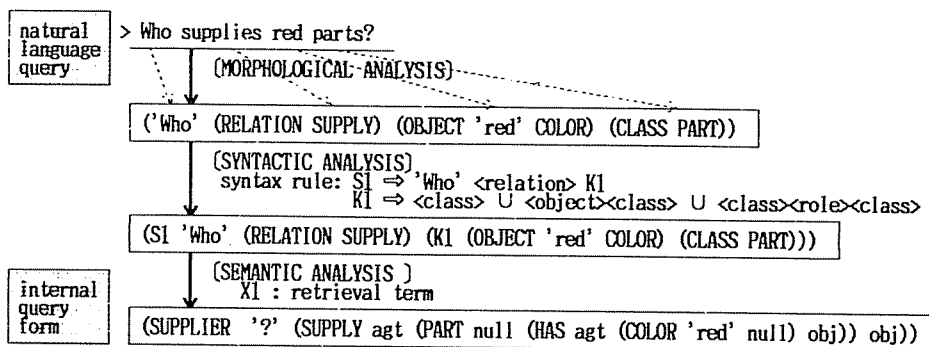 natural
language
query
> Who supplies red parts?
(MORPHOLOGICAL ANALYSIS)
('Who' (RELATION SUPPLY) (OBJECT 'red' COLOR) (CLASS PART))
(SYNTACTIC ANALYSIS)
syntax rule: S1 ⇒ 'Who' <relation> K1
K1 ⇒ <class> ∪ <object><class> ∪ <class><role><class>
(S1 'Who' (RELATION SUPPLY) (K1 (OBJECT 'red' COLOR) (CLASS PART)))
(SEMANTIC ANALYSIS )
X1 : retrieval term
internal
query
form
(SUPPLIER '?' (SUPPLY agt (PART null (HAS agt (COLOR 'red' null) obj)) obj))